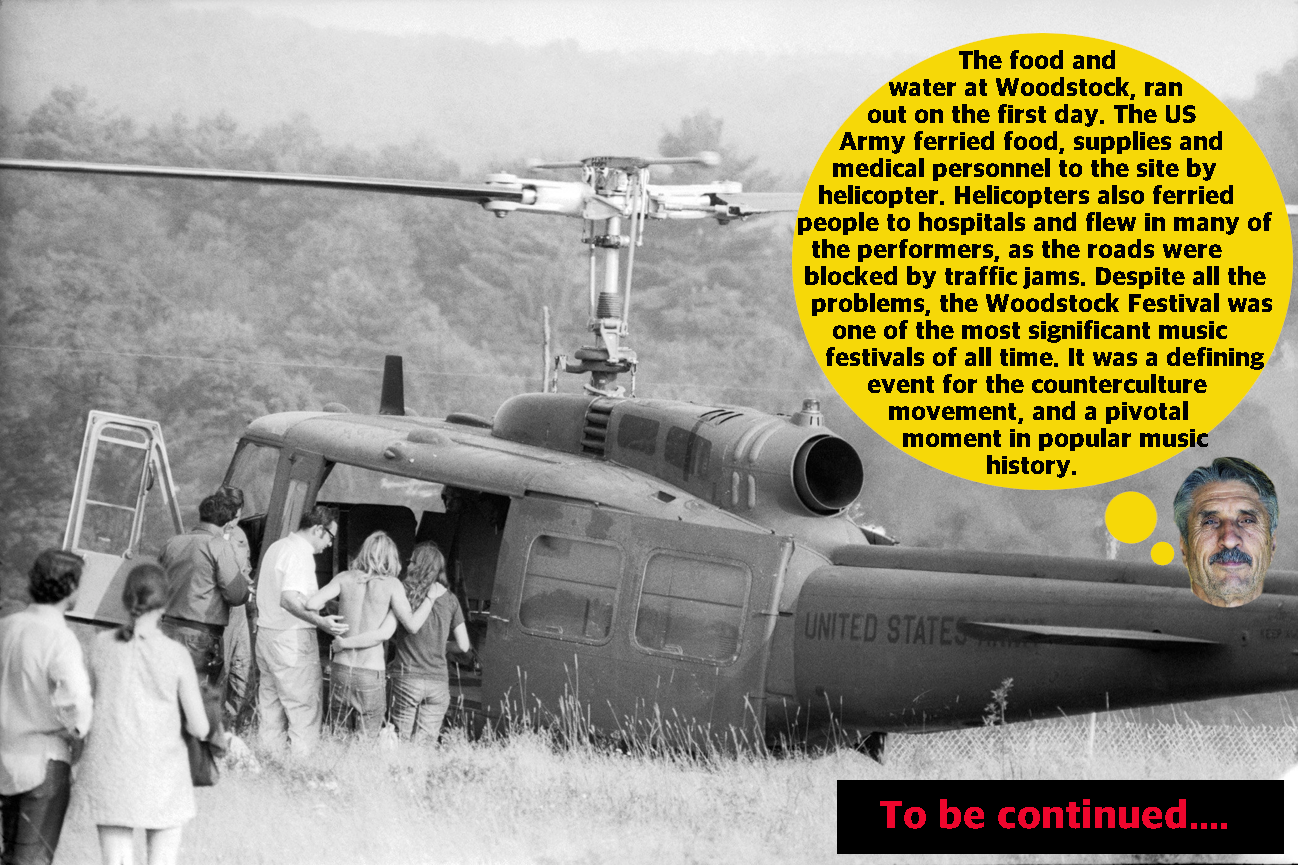 The food and
water at Woodstock, ran
out on the first day. The US
Army ferried food, supplies and
medical personnel to the site by
helicopter. Helicopters also ferried
people to hospitals and flew in many of
the performers, as the roads were
blocked by traffic jams. Despite all the
problems, the Woodstock Festival was
one of the most significant music
festivals of all time. It was a defining
event for the counterculture
movement, and a pivotal
moment in popular music
history.
UNITED STATES
To be continued....